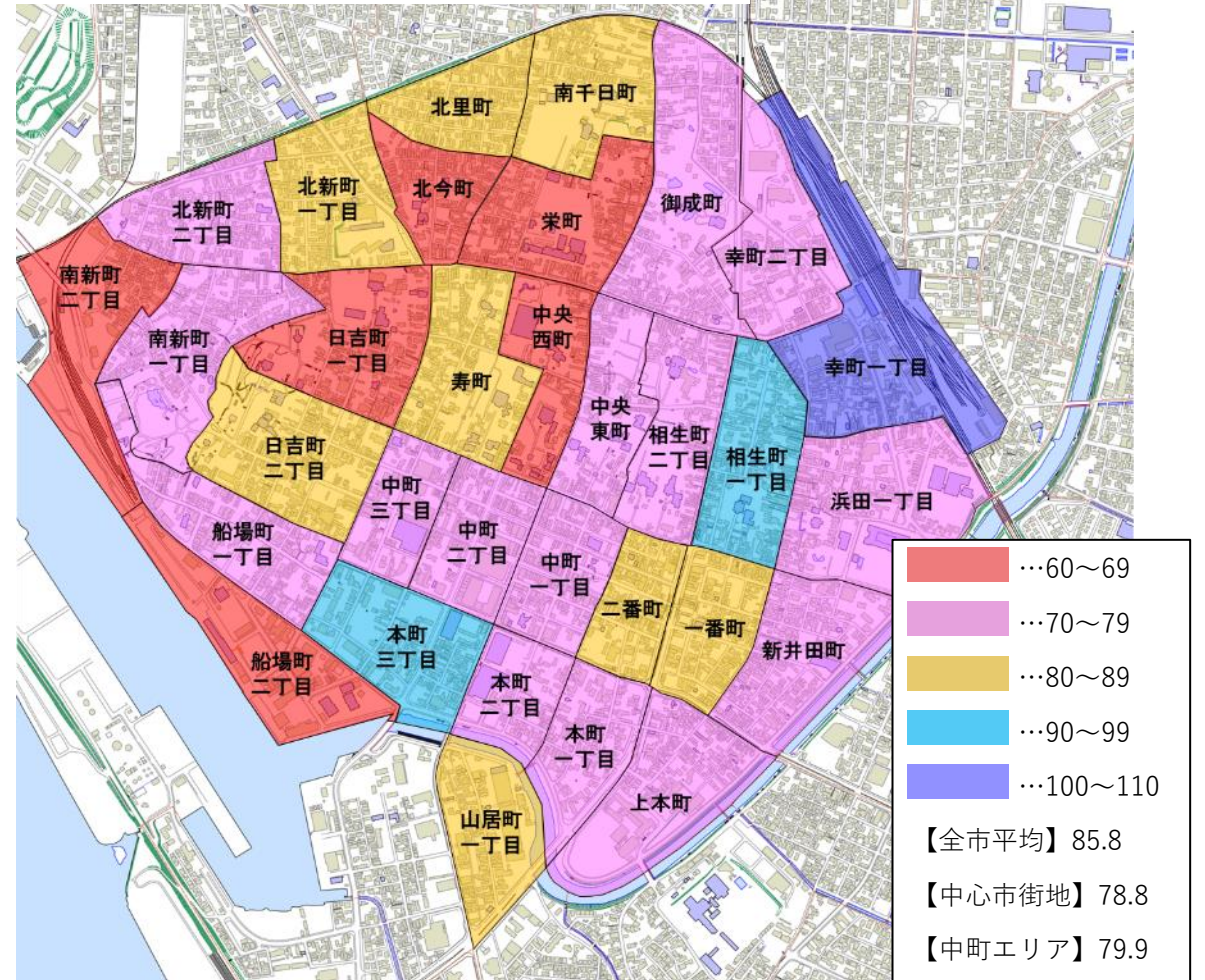 南千日町
北里町
北新町
一丁目
北今町
栄町
御成町
北新町
二丁目
幸町二丁目
南新町
二丁目
南新町
一丁目
日吉町
一丁目
中央
西町
寿町
幸町一丁目
中央
東町
相生町
二丁目
相生町
一丁目
日吉町
二丁目
中町
三丁目
浜田一丁目
船場町
一丁目
中町
二丁目
中町
一丁目
二番町
一番町
新井田町
本町
三丁目
船場町
二丁目
本町
二丁目
本町
一丁目
上本町
山居町
一丁目
…60～69
…70～79
…80～89
…90～99
…100～110
【全市平均】85.8
【中心市街地】78.8
【中町エリア】79.9